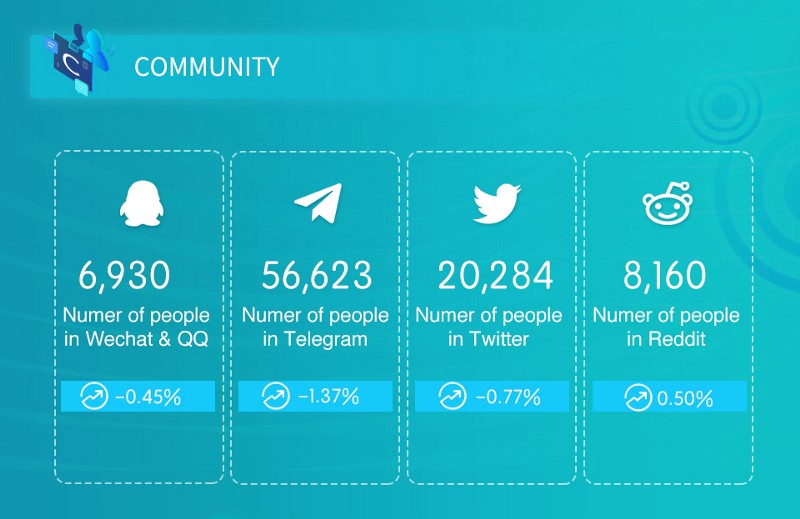 COMMUNITY
6,930
Numer of people
in Wechat & QQ
−0.45%
56,623
Numer of people
in Telegram
−1.37%
20,284
Numer of people
in Twitter
−0.77%
8,160
Numer of people
in Reddit
0.50%